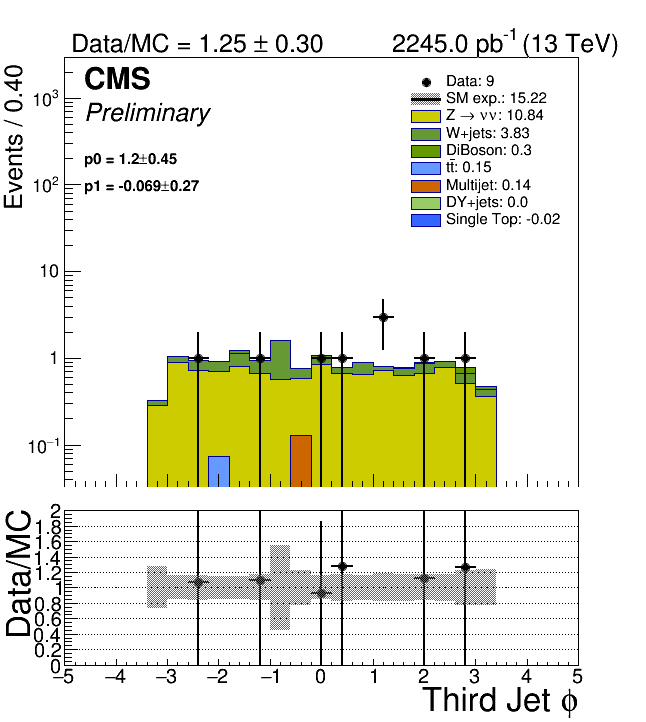 Data/MC = 1.25 ± 0.30
2245.0 pb⁻¹ (13 TeV)
CMS
Preliminary
p0 = 1.2±0.45
p1 = -0.069±0.27
Data: 9
SM exp.: 15.22
Z → νν: 10.84
W+jets: 3.83
DiBoson: 0.3
tt̄: 0.15
Multijet: 0.14
DY+jets: 0.0
Single Top: -0.02
Events / 0.40
10³
10²
10
1
10⁻¹
Data/MC
2
1.8
1.6
1.4
1.2
1
0.8
0.6
0.4
0.2
0
−5 −4 −3 −2 −1 0 1 2 3 4 5
Third Jet ϕ